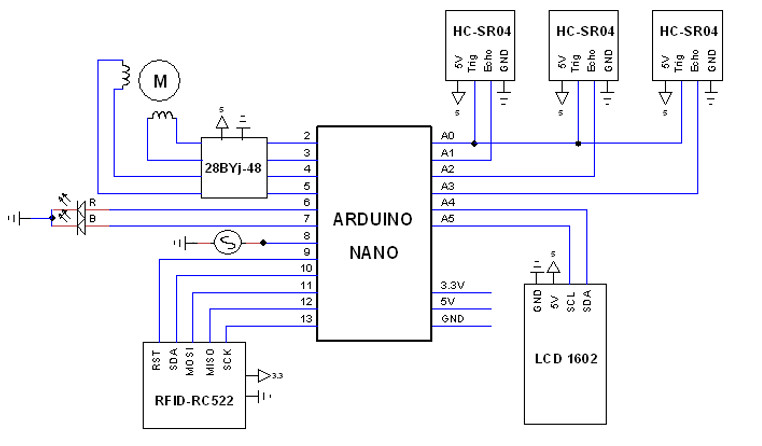 HC-SR04 HC-SR04 HC-SR04
5V Trig Echo GND 5V Trig Echo GND 5V Trig Echo GND
5 5 5
M
5
28BYj-48
2
3
4
5
6
7
8
9
10
11
12
13
R
B
ARDUINO
NANO
A0
A1
A2
A3
A4
A5
3.3V
5V
GND
5
GND 5V SCL SDA
LCD 1602
RST SDA MOSI MISO SCK
3.3
RFID-RC522